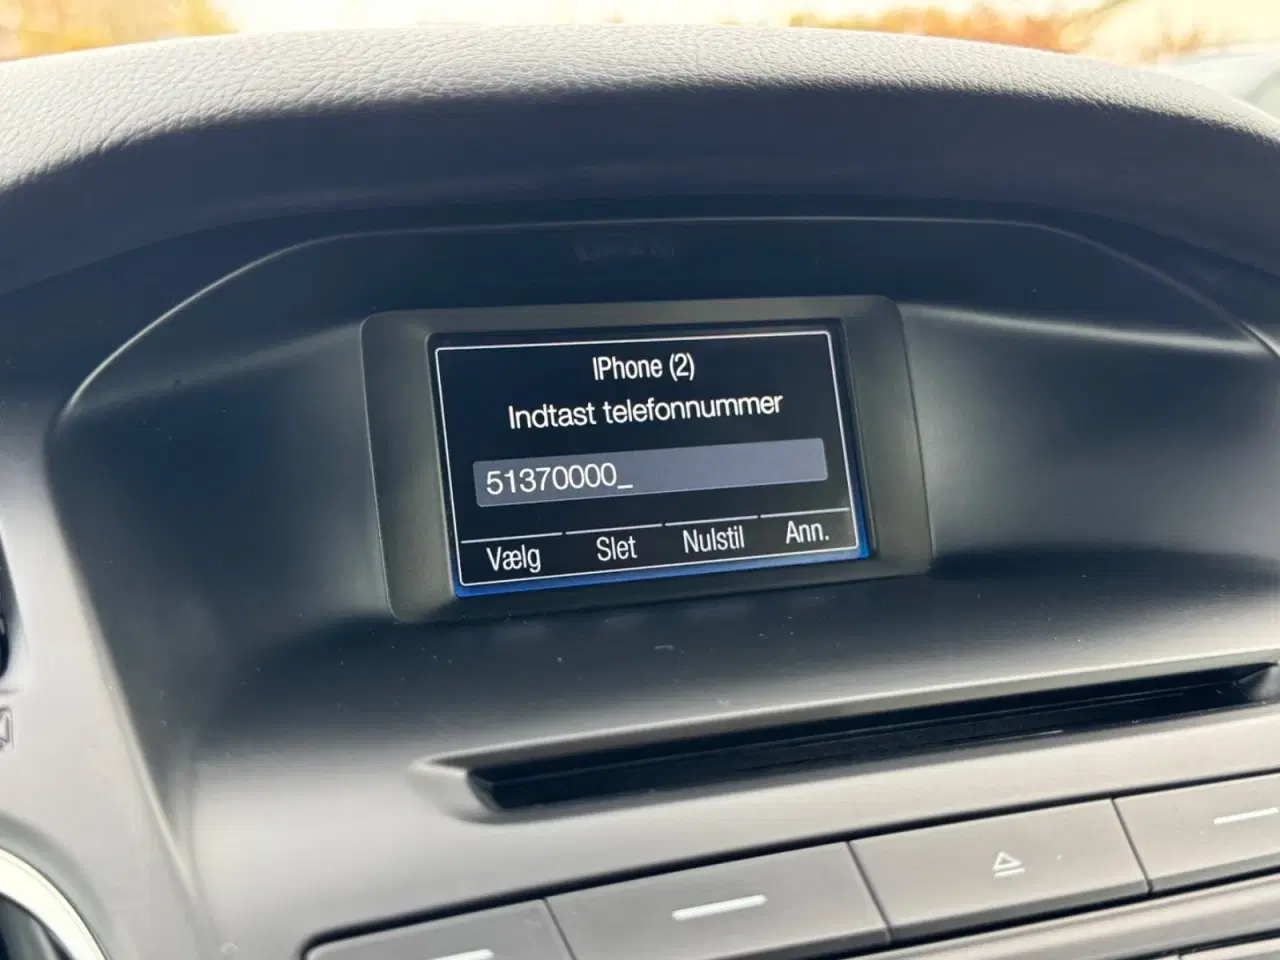 IPhone (2)
Indtast telefonnummer
51370000_
Vælg Slet Nulstil Ann.